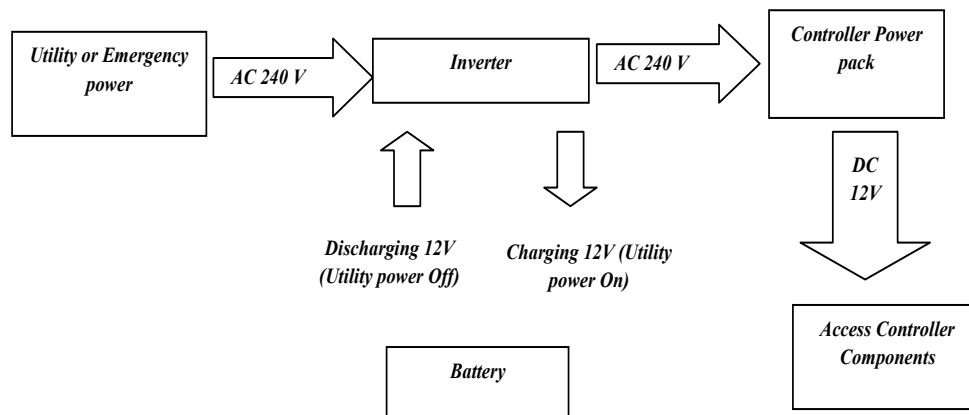 Utility or Emergency
power
AC 240 V
Inverter
AC 240 V
Controller Power
pack
DC
12V
Discharging 12V
(Utility power Off)
Charging 12V (Utility
power On)
Access Controller
Components
Battery